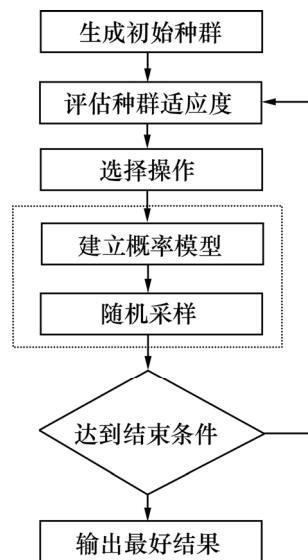 生成初始种群
评估种群适应度
选择操作
建立概率模型
随机采样
达到结束条件
输出最好结果